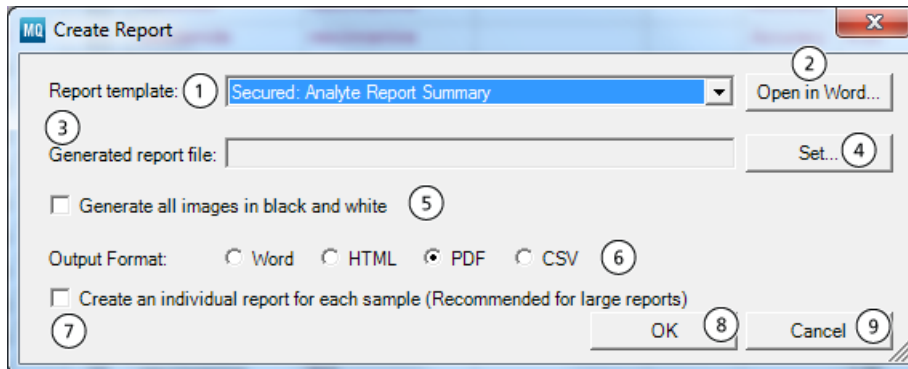 MQ Create Report X
2
Report template: 1 Secured: Analyte Report Summary Open in Word...
3
Generated report file: Set... 4
Generate all images in black and white 5
Output Format: Word HTML PDF CSV 6
Create an individual report for each sample (Recommended for large reports)
7 OK 8 Cancel 9